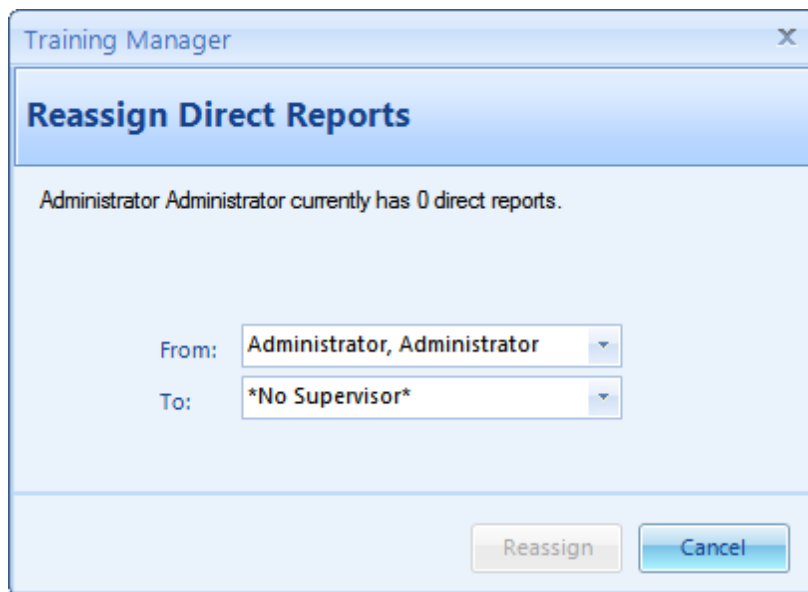 Training Manager
Reassign Direct Reports
Administrator Administrator currently has 0 direct reports.
From: Administrator, Administrator
To: *No Supervisor*
Reassign Cancel